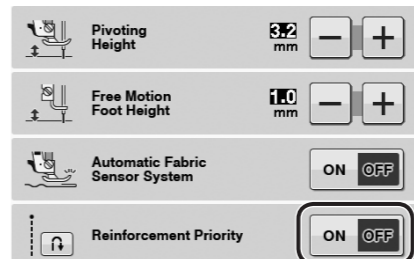 Pivoting
Height
3.2
mm
Free Motion
Foot Height
1.0
mm
Automatic Fabric
Sensor System
ON OFF
Reinforcement Priority
ON OFF